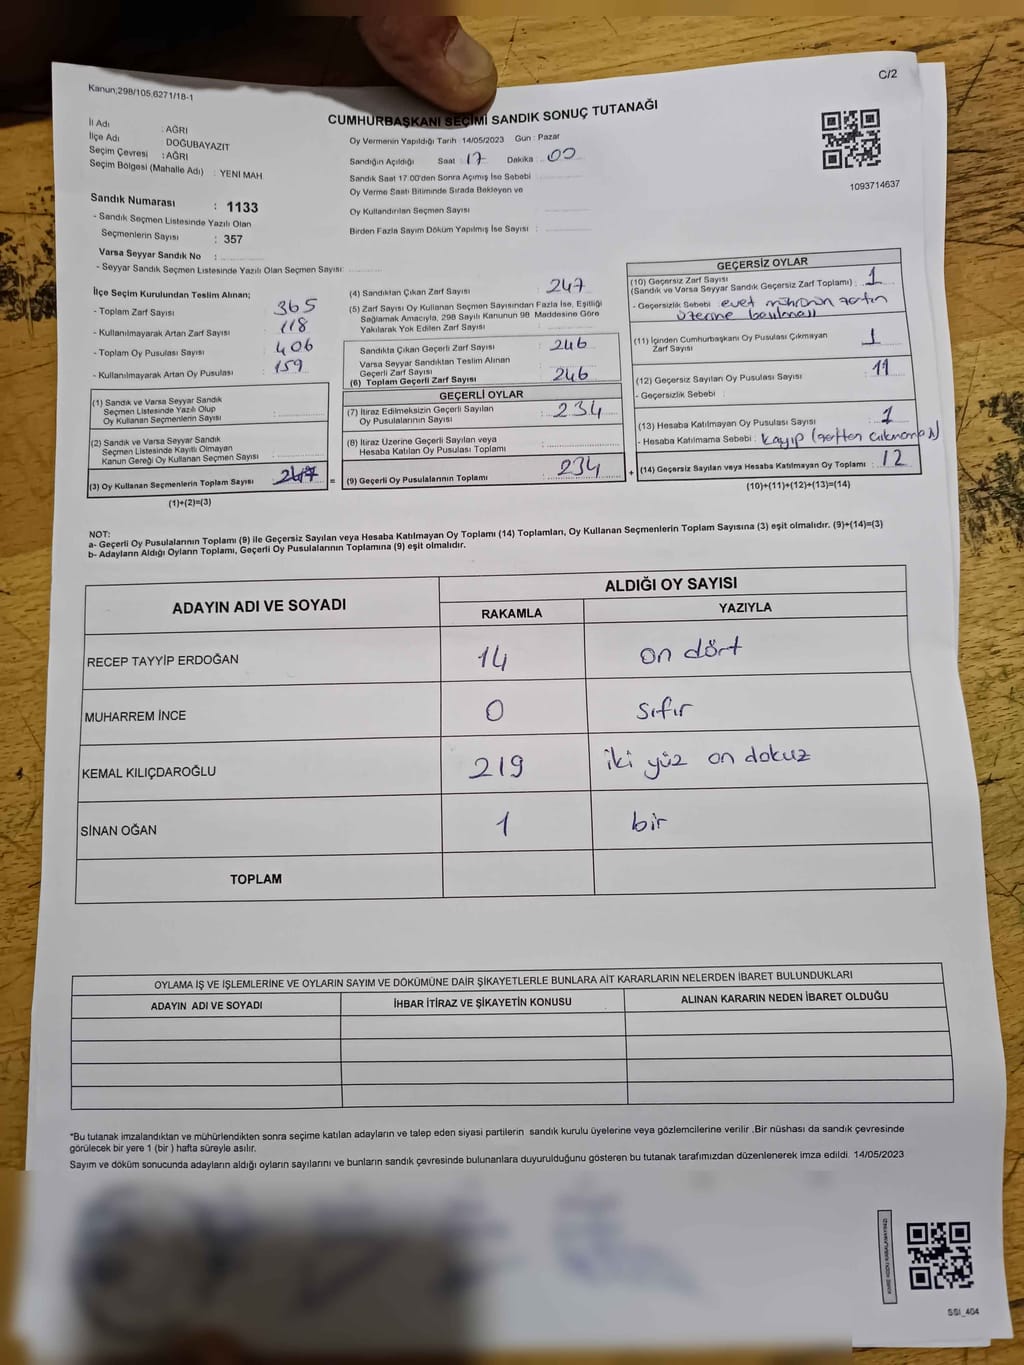 Kanun;298/105,6271/18-1
C/2
CUMHURBAŞKANI SEÇİMİ SANDIK SONUÇ TUTANAĞI
İl Adı : AĞRI
İlçe Adı : DOĞUBAYAZIT
Seçim Çevresi : AĞRI
Seçim Bölgesi (Mahalle Adı) : YENİ MAH
Oy Vermenin Yapıldığı Tarih 14/05/2023 Gün : Pazar
Sandığın Açıldığı Saat : 17 Dakika : 00
Sandık Saat 17.00'den Sonra Açımış İse Sebebi
Oy Verme Saati Bitiminde Sırada Bekleyen ve
Oy Kullandırılan Seçmen Sayısı
Birden Fazla Sayım Döküm Yapılmış İse Sayısı :
1093714637
Sandık Numarası : 1133
- Sandık Seçmen Listesinde Yazılı Olan
Seçmenlerin Sayısı : 357
Varsa Seyyar Sandık No :
- Seyyar Sandık Seçmen Listesinde Yazılı Olan Seçmen Sayısı:
İlçe Seçim Kurulundan Teslim Alınan;
- Toplam Zarf Sayısı : 365
- Kullanılmayarak Artan Zarf Sayısı : 118
- Toplam Oy Pusulası Sayısı : 406
- Kullanılmayarak Artan Oy Pusulası : 159
(1) Sandık ve Varsa Seyyar Sandık
Seçmen Listesinde Yazılı Olup
Oy Kullanan Seçmenlerin Sayısı :
(2) Sandık ve Varsa Seyyar Sandık
Seçmen Listesinde Kayıtlı Olmayan
Kanun Gereği Oy Kullanan Seçmen Sayısı :
(3) Oy Kullanan Seçmenlerin Toplam Sayısı : 247 =
(1)+(2)=(3)
(4) Sandıktan Çıkan Zarf Sayısı : 247
(5) Zarf Sayısı Oy Kullanan Seçmen Sayısından Fazla İse, Eşitliği
Sağlamak Amacıyla, 298 Sayılı Kanunun 98 Maddesine Göre
Yakılarak Yok Edilen Zarf Sayısı :
Sandıkta Çıkan Geçerli Zarf Sayısı : 246
Varsa Seyyar Sandıktan Teslim Alınan
Geçerli Zarf Sayısı :
(6) Toplam Geçerli Zarf Sayısı : 246
GEÇERLİ OYLAR
(7) İtiraz Edilmeksizin Geçerli Sayılan
Oy Pusulalarının Sayısı : 234
(8) İtiraz Üzerine Geçerli Sayılan veya
Hesaba Katılan Oy Pusulası Toplamı :
(9) Geçerli Oy Pusulalarının Toplamı : 234 +
GEÇERSİZ OYLAR
(10) Geçersiz Zarf Sayısı
(Sandık ve Varsa Seyyar Sandık Geçersiz Zarf Toplamı) : 1
- Geçersizlik Sebebi evet mührünün zarfın
üzerine basılması
(11) İçinden Cumhurbaşkanı Oy Pusulası Çıkmayan
Zarf Sayısı : 1
(12) Geçersiz Sayılan Oy Pusulası Sayısı : 11
- Geçersizlik Sebebi :
(13) Hesaba Katılmayan Oy Pusulası Sayısı : 1
- Hesaba Katılmama Sebebi : kayıp (zarftan çıkmaması)
(14) Geçersiz Sayılan veya Hesaba Katılmayan Oy Toplamı : 12
(10)+(11)+(12)+(13)=(14)
NOT:
a- Geçerli Oy Pusulalarının Toplamı (9) ile Geçersiz Sayılan veya Hesaba Katılmayan Oy Toplamı (14) Toplamları, Oy Kullanan Seçmenlerin Toplam Sayısına (3) eşit olmalıdır. (9)+(14)=(3)
b- Adayların Aldığı Oyların Toplamı, Geçerli Oy Pusulalarının Toplamına (9) eşit olmalıdır.
ADAYIN ADI VE SOYADI
ALDIĞI OY SAYISI
RAKAMLA YAZIYLA
RECEP TAYYİP ERDOĞAN 14 on dört
MUHARREM İNCE 0 sıfır
KEMAL KILIÇDAROĞLU 219 iki yüz on dokuz
SİNAN OĞAN 1 bir
TOPLAM
OYLAMA İŞ VE İŞLEMLERİNE VE OYLARIN SAYIM VE DÖKÜMÜNE DAİR ŞİKAYETLERLE BUNLARA AİT KARARLARIN NELERDEN İBARET BULUNDUKLARI
ADAYIN ADI VE SOYADI İHBAR İTİRAZ VE ŞİKAYETİN KONUSU ALINAN KARARIN NEDEN İBARET OLDUĞU
*Bu tutanak imzalandıktan ve mühürlendikten sonra seçime katılan adayların ve talep eden siyasi partilerin sandık kurulu üyelerine veya gözlemcilerine verilir .Bir nüshası da sandık çevresinde
görülecek bir yere 1 (bir ) hafta süreyle asılır.
Sayım ve döküm sonucunda adayların aldığı oyların sayılarını ve bunların sandık çevresinde bulunanlara duyurulduğunu gösteren bu tutanak tarafımızdan düzenlenerek imza edildi. 14/05/2023
SSI_404